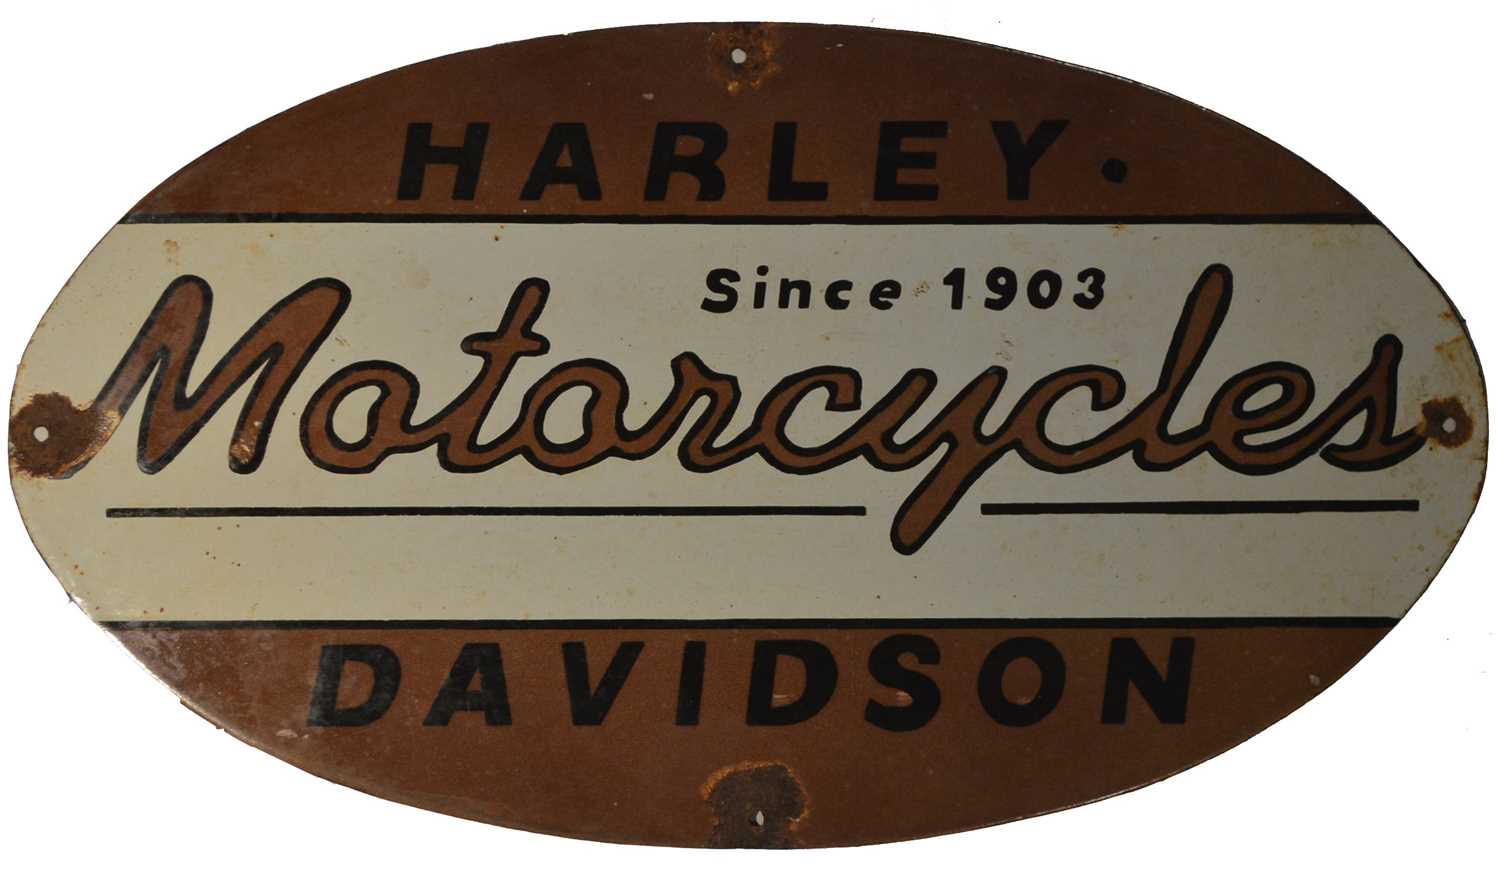 HARLEY·
Since 1903
Motorcycles
DAVIDSON